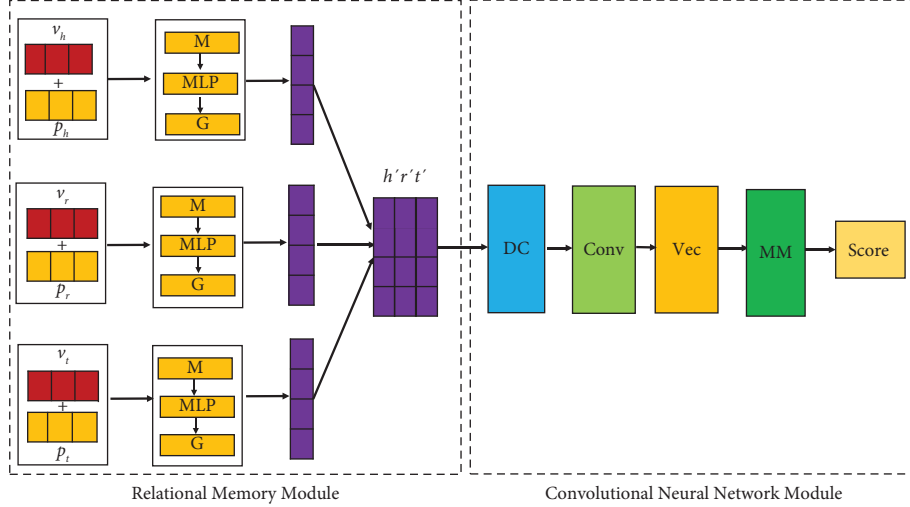 v_h
+
p_h
M
MLP
G
v_r
+
p_r
M
MLP
G
v_t
+
p_t
M
MLP
G
h′r′t′
DC
Conv
Vec
MM
Score
Relational Memory Module
Convolutional Neural Network Module